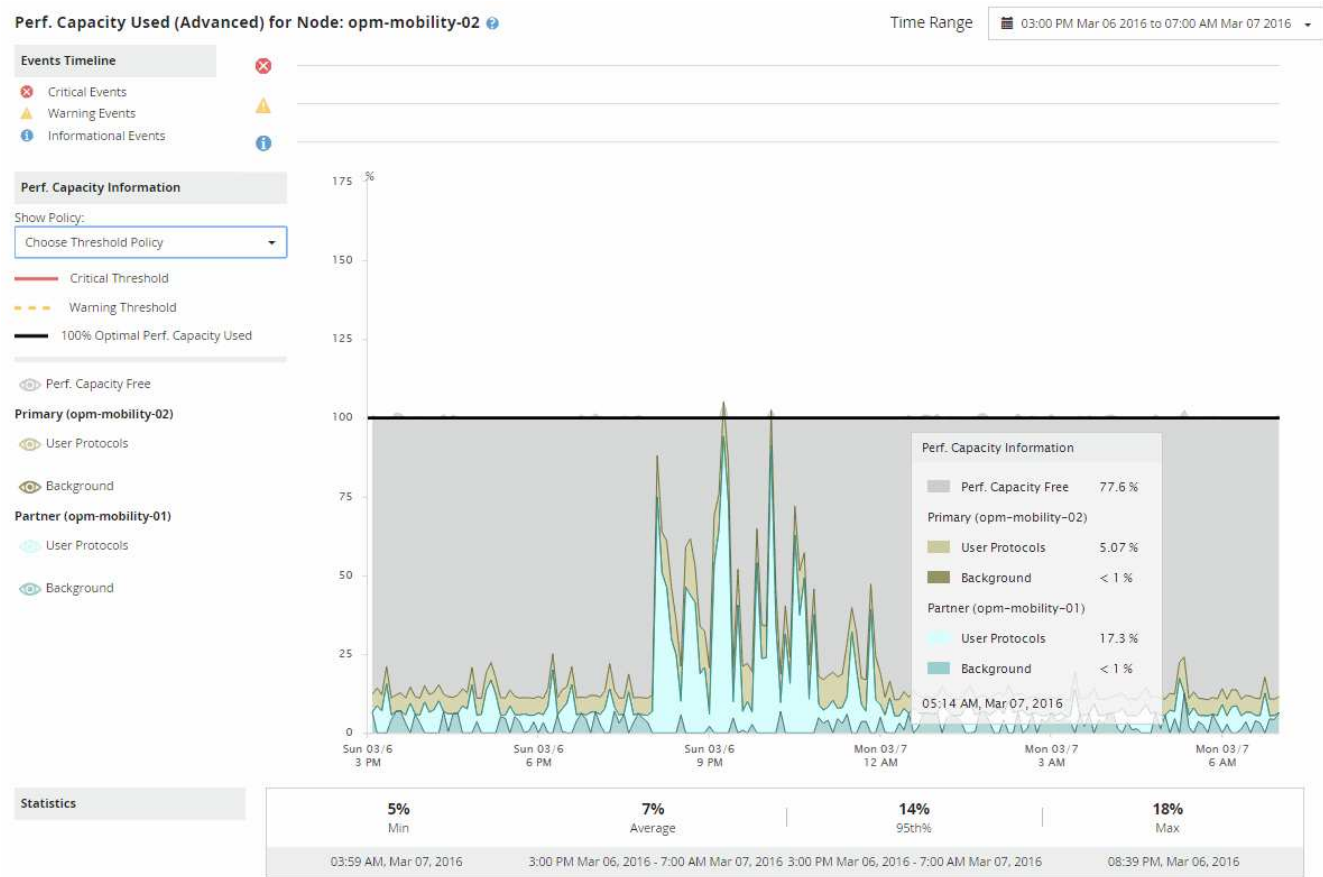 Perf. Capacity Used (Advanced) for Node: opm-mobility-02 ?
Time Range
03:00 PM Mar 06 2016 to 07:00 AM Mar 07 2016
Events Timeline
Critical Events
Warning Events
Informational Events
Perf. Capacity Information
Show Policy:
Choose Threshold Policy
Critical Threshold
Warning Threshold
100% Optimal Perf. Capacity Used
Perf. Capacity Free
Primary (opm-mobility-02)
User Protocols
Background
Partner (opm-mobility-01)
User Protocols
Background
%
175
150
125
100
75
50
25
0
Sun 03/6 Sun 03/6 Sun 03/6 Mon 03/7 Mon 03/7 Mon 03/7
3 PM 6 PM 9 PM 12 AM 3 AM 6 AM
Perf. Capacity Information
Perf. Capacity Free 77.6 %
Primary (opm-mobility-02)
User Protocols 5.07 %
Background < 1 %
Partner (opm-mobility-01)
User Protocols 17.3 %
Background < 1 %
05:14 AM, Mar 07, 2016
Statistics
5% 7% 14% 18%
Min Average 95th% Max
03:59 AM, Mar 07, 2016 3:00 PM Mar 06, 2016 - 7:00 AM Mar 07, 2016 3:00 PM Mar 06, 2016 - 7:00 AM Mar 07, 2016 08:39 PM, Mar 06, 2016